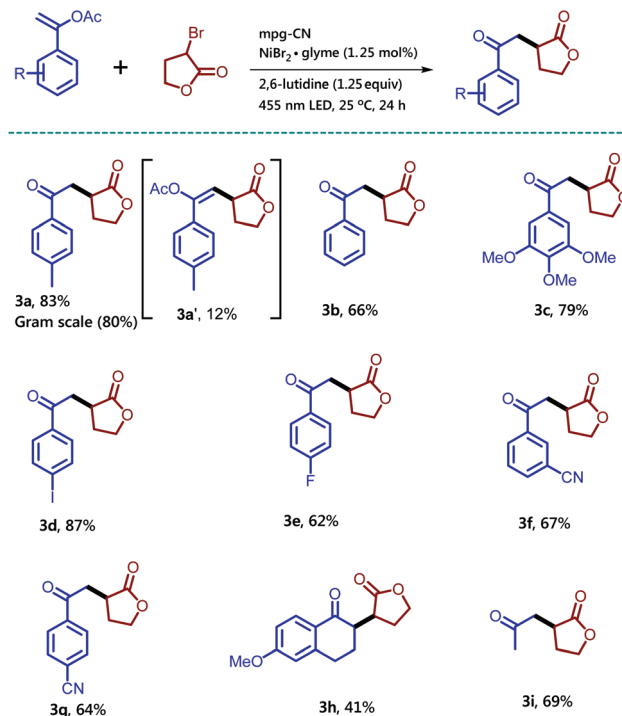 OAc
R
+
Br
O
O
mpg-CN
NiBr2 • glyme (1.25 mol%)
2,6-lutidine (1.25 equiv)
455 nm LED, 25 °C, 24 h
O
O
O
R
O
O
O
3a, 83%
Gram scale (80%)
AcO
O
O
3a', 12%
O
O
O
3b, 66%
O
O
O
MeO
OMe
OMe
3c, 79%
O
O
O
I
3d, 87%
O
O
O
F
3e, 62%
O
O
O
CN
3f, 67%
O
O
O
CN
3g, 64%
O
O
O
MeO
3h, 41%
O
O
O
3i, 69%